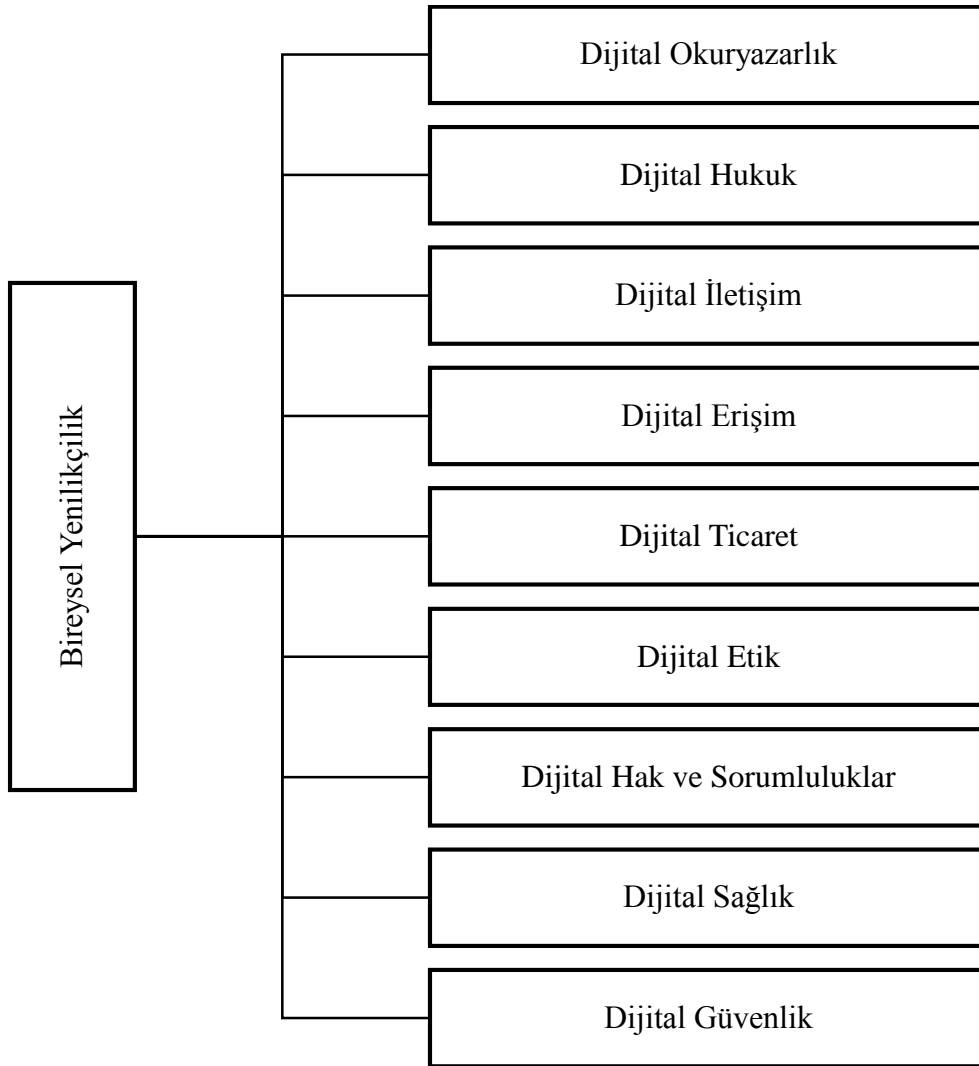 Bireysel Yenilikçilik
Dijital Okuryazarlık
Dijital Hukuk
Dijital İletişim
Dijital Erişim
Dijital Ticaret
Dijital Etik
Dijital Hak ve Sorumluluklar
Dijital Sağlık
Dijital Güvenlik